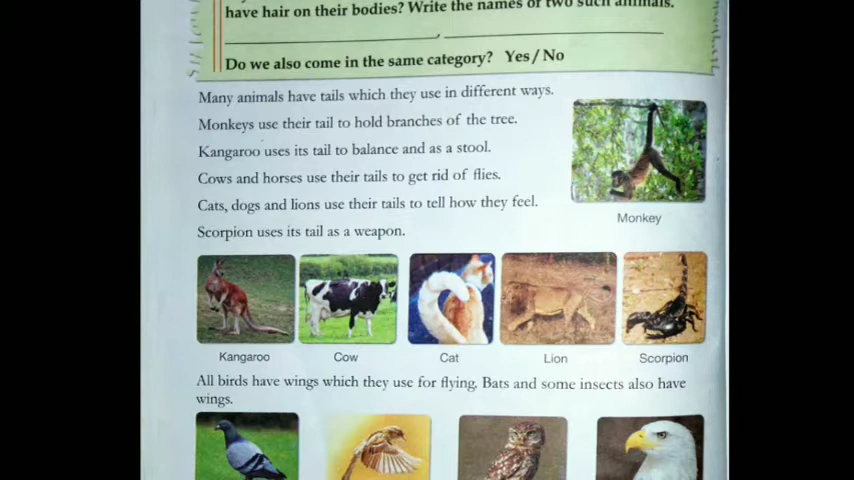 have hair on their bodies? Write the names of two such animals.
Do we also come in the same category? Yes / No
Many animals have tails which they use in different ways.
Monkeys use their tail to hold branches of the tree.
Kangaroo uses its tail to balance and as a stool.
Cows and horses use their tails to get rid of flies.
Cats, dogs and lions use their tails to tell how they feel.
Scorpion uses its tail as a weapon.
Monkey
Kangaroo Cow Cat Lion Scorpion
All birds have wings which they use for flying. Bats and some insects also have
wings.